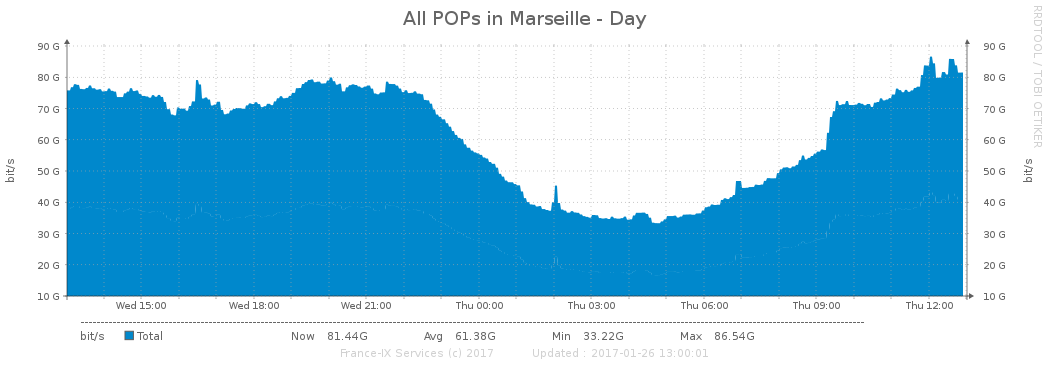 All POPs in Marseille - Day
RRDTOOL / TOBI OETIKER
90 G 90 G
80 G 80 G
70 G 70 G
60 G 60 G
50 G 50 G
40 G 40 G
30 G 30 G
20 G 20 G
10 G 10 G
bit/s bit/s
Wed 15:00 Wed 18:00 Wed 21:00 Thu 00:00 Thu 03:00 Thu 06:00 Thu 09:00 Thu 12:00
bit/s Total Now 81.44G Avg 61.38G Min 33.22G Max 86.54G
France-IX Services (c) 2017 Updated : 2017-01-26 13:00:01